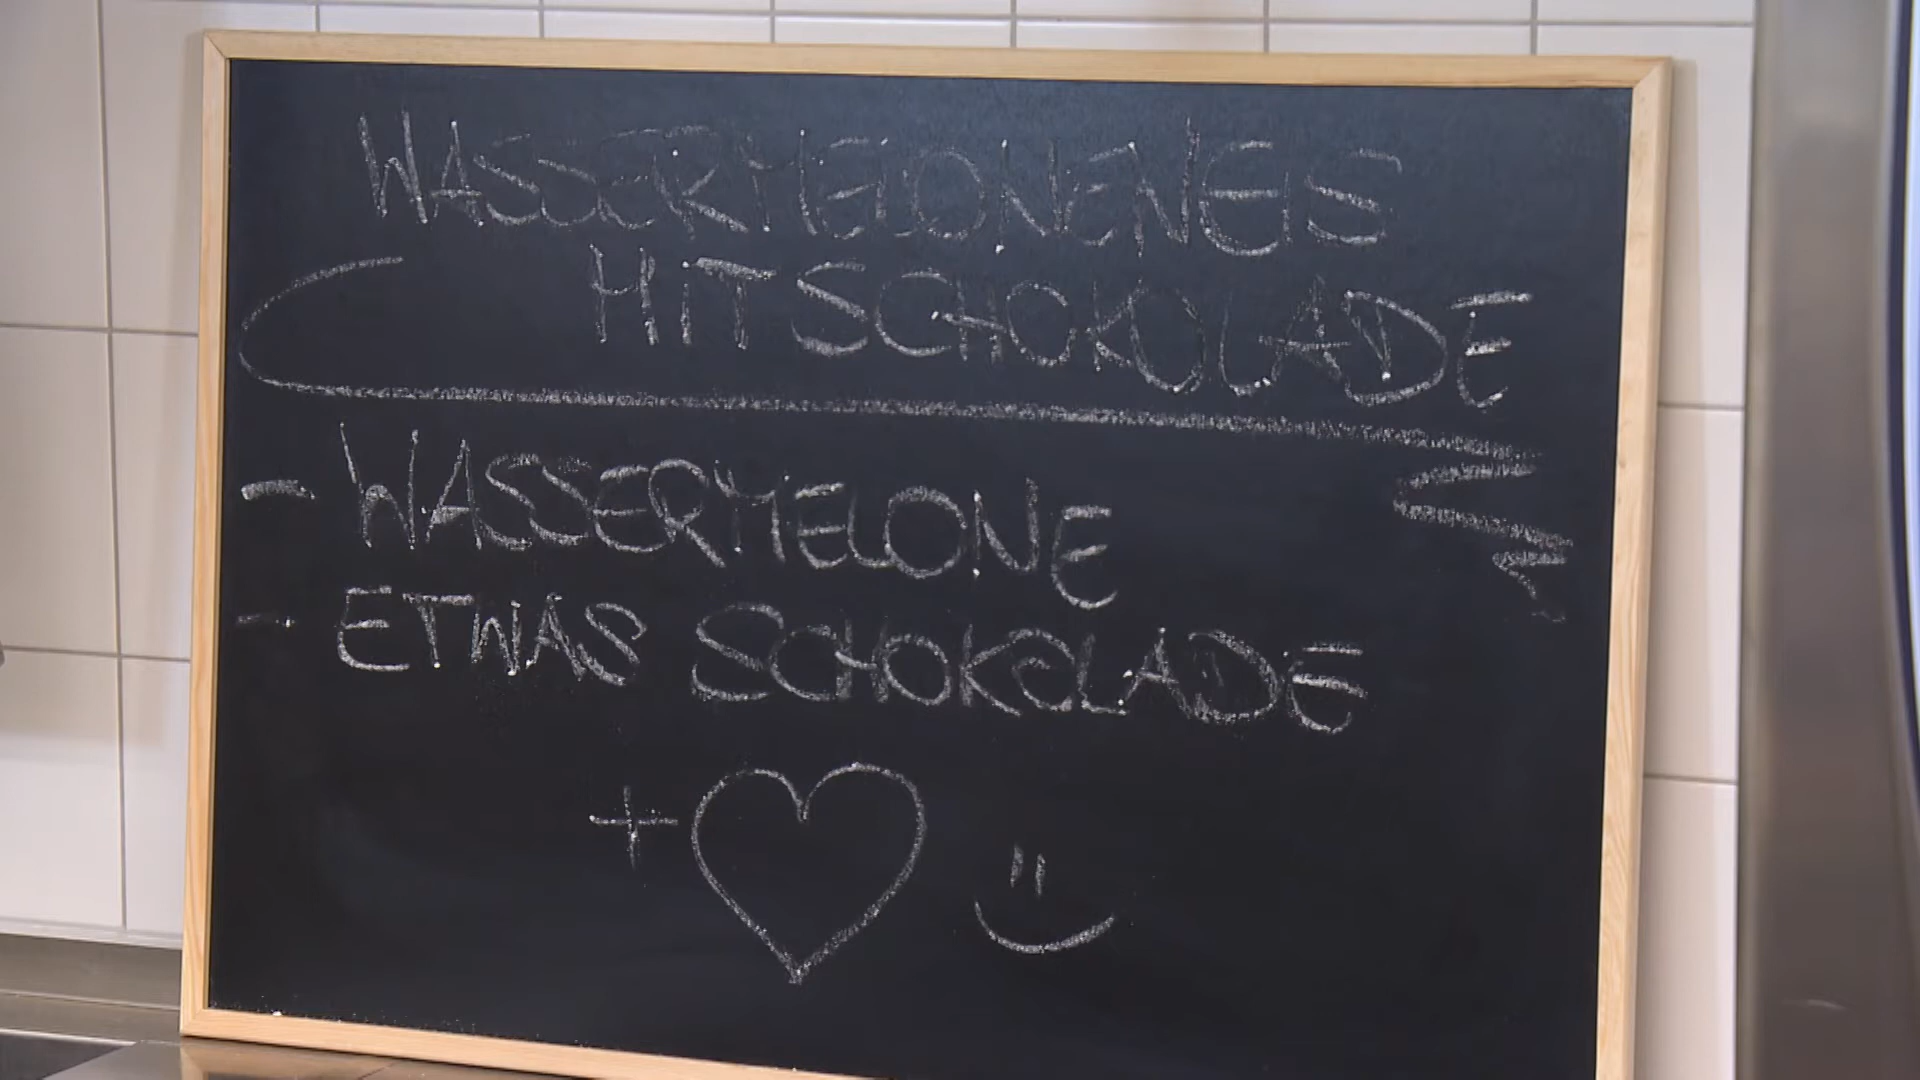 WASSERMELONENEIS
MIT SCHOKOLADE
- WASSERMELONE
- ETWAS SCHOKOLADE
+ ♡ :)